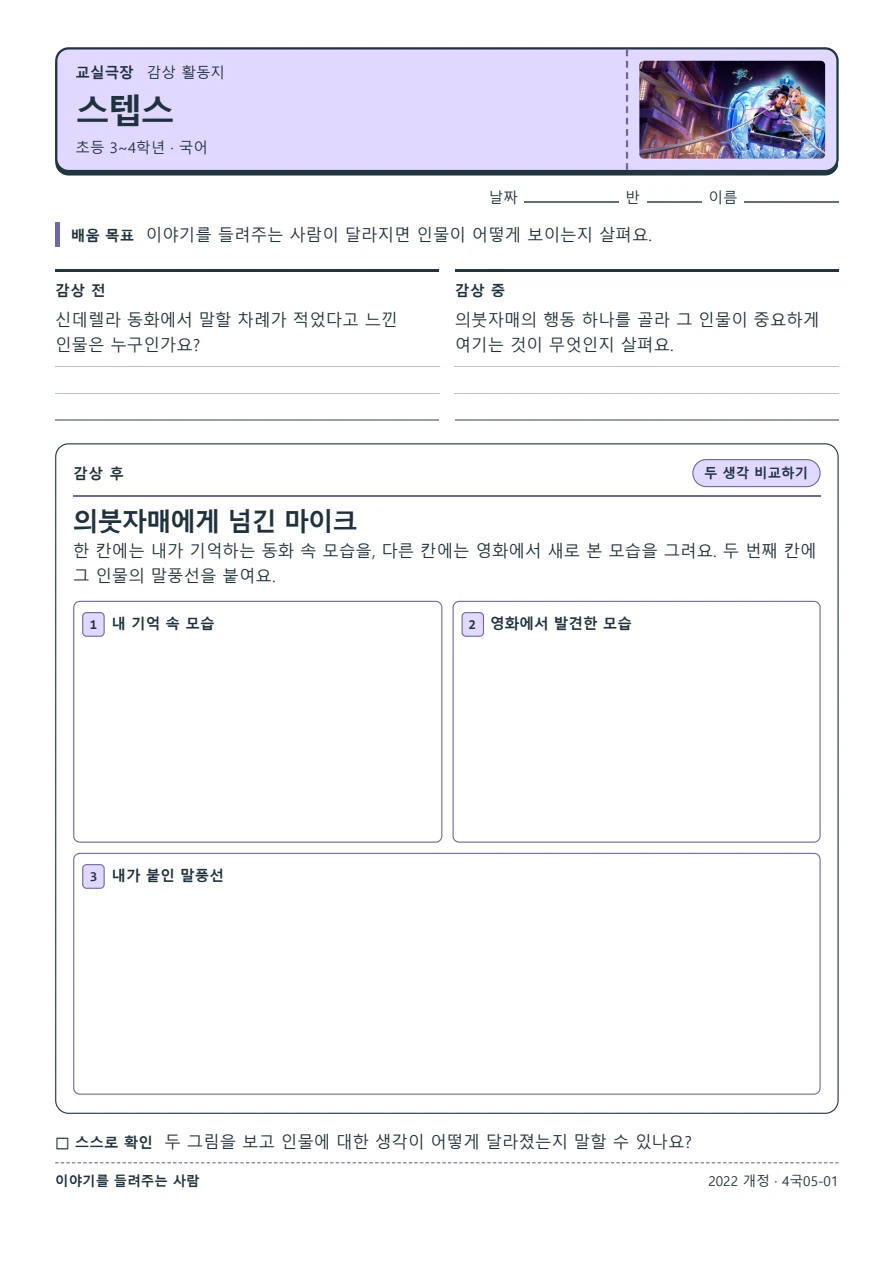 교실극장 감상 활동지
스텝스
초등 3~4학년 · 국어
날짜 반 이름
배움 목표 이야기를 들려주는 사람이 달라지면 인물이 어떻게 보이는지 살펴요.
감상 전
신데렐라 동화에서 말할 차례가 적었다고 느낀
인물은 누구인가요?
감상 중
의붓자매의 행동 하나를 골라 그 인물이 중요하게
여기는 것이 무엇인지 살펴요.
감상 후
두 생각 비교하기
의붓자매에게 넘긴 마이크
한 칸에는 내가 기억하는 동화 속 모습을, 다른 칸에는 영화에서 새로 본 모습을 그려요. 두 번째 칸에
그 인물의 말풍선을 붙여요.
1 내 기억 속 모습
2 영화에서 발견한 모습
3 내가 붙인 말풍선
□ 스스로 확인 두 그림을 보고 인물에 대한 생각이 어떻게 달라졌는지 말할 수 있나요?
이야기를 들려주는 사람
2022 개정 · 4국05-01